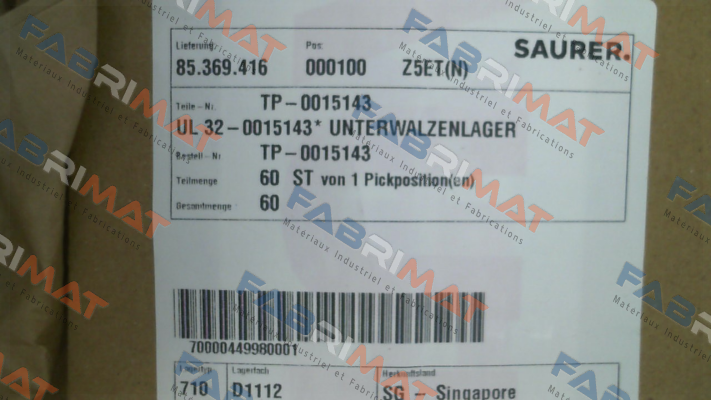 Lieferung Pos SAURER.
85.369.416 000100 Z5ET(N)
Teile-Nr. TP-0015143
UL 32-0015143* UNTERWALZENLAGER
Bestell-Nr TP-0015143
Teilmenge 60 ST von 1 Pickposition(en)
Gesamtmenge 60
70000449980001
Lagertyp Lagerfach Herkunftsland
710 D1112 SG - Singapore
FABRIMAT
Materiaux Industriel et Fabrications